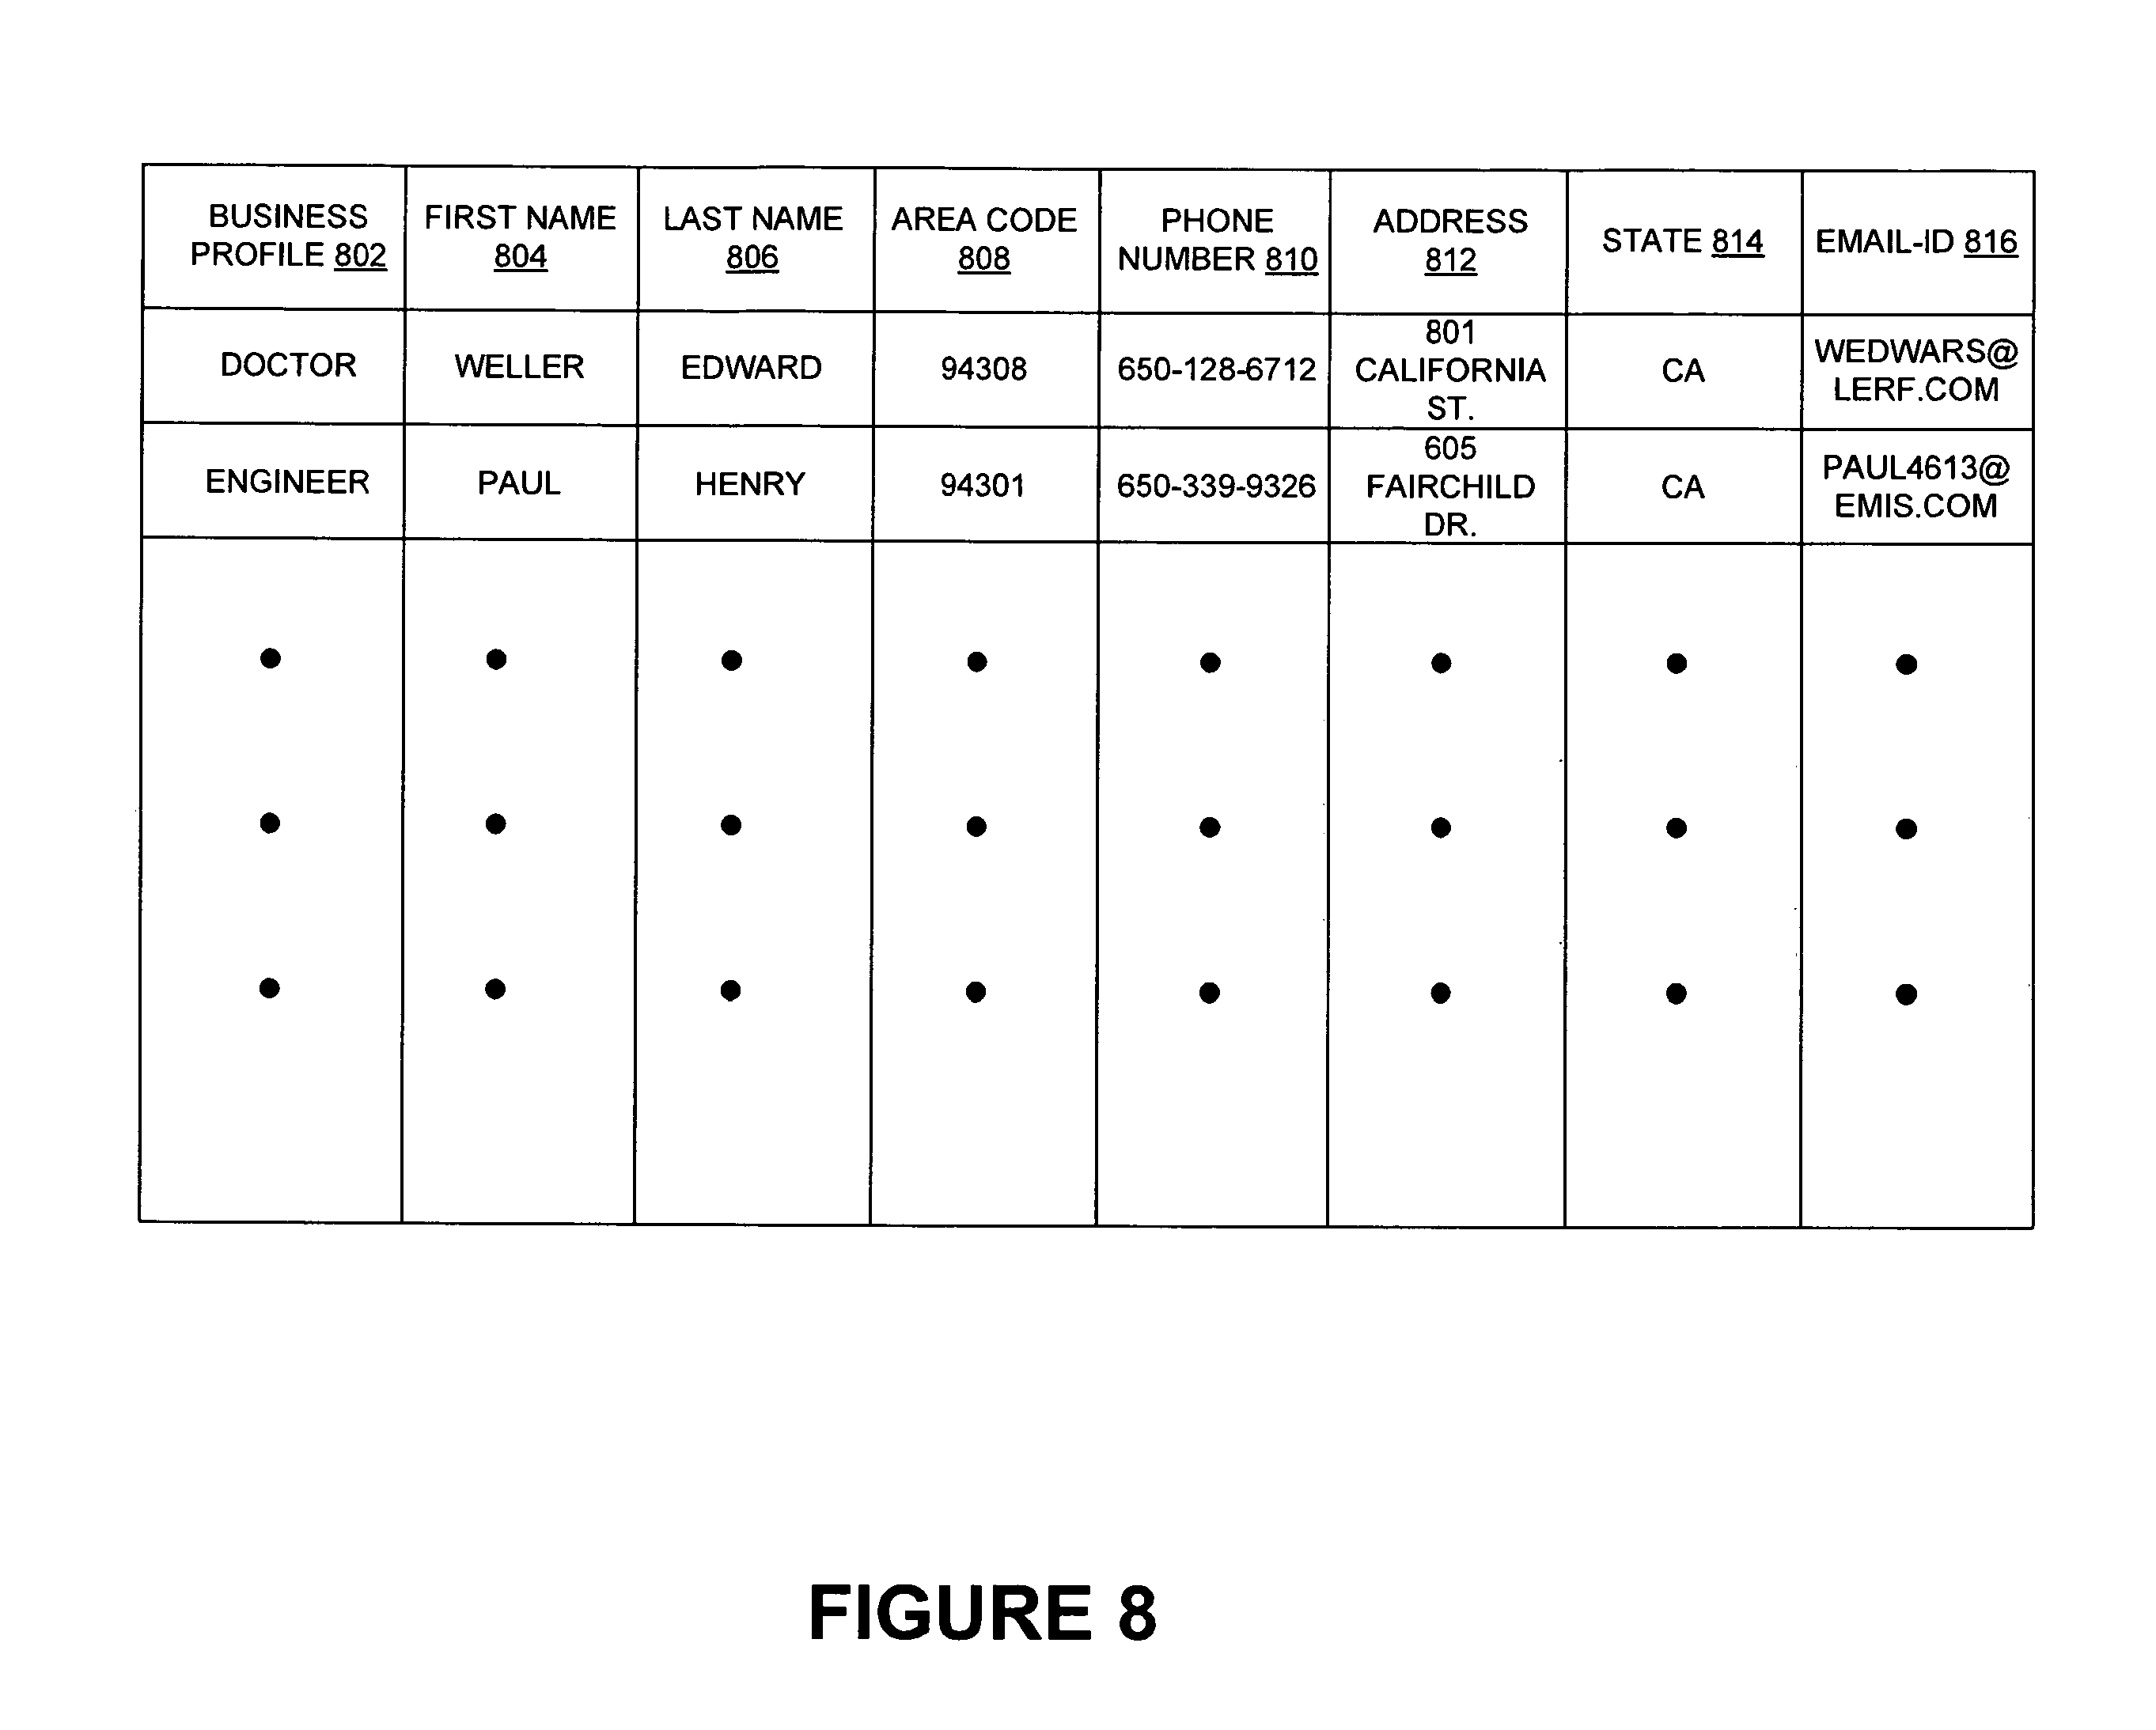 BUSINESS
PROFILE 802
FIRST NAME
804
LAST NAME
806
AREA CODE
808
PHONE
NUMBER 810
ADDRESS
812
STATE 814
EMAIL-ID 816
DOCTOR
WELLER
EDWARD
94308
650-128-6712
801
CALIFORNIA
ST.
CA
WEDWARS@
LERF.COM
ENGINEER
PAUL
HENRY
94301
650-339-9326
605
FAIRCHILD
DR.
CA
PAUL4613@
EMIS.COM
FIGURE 8